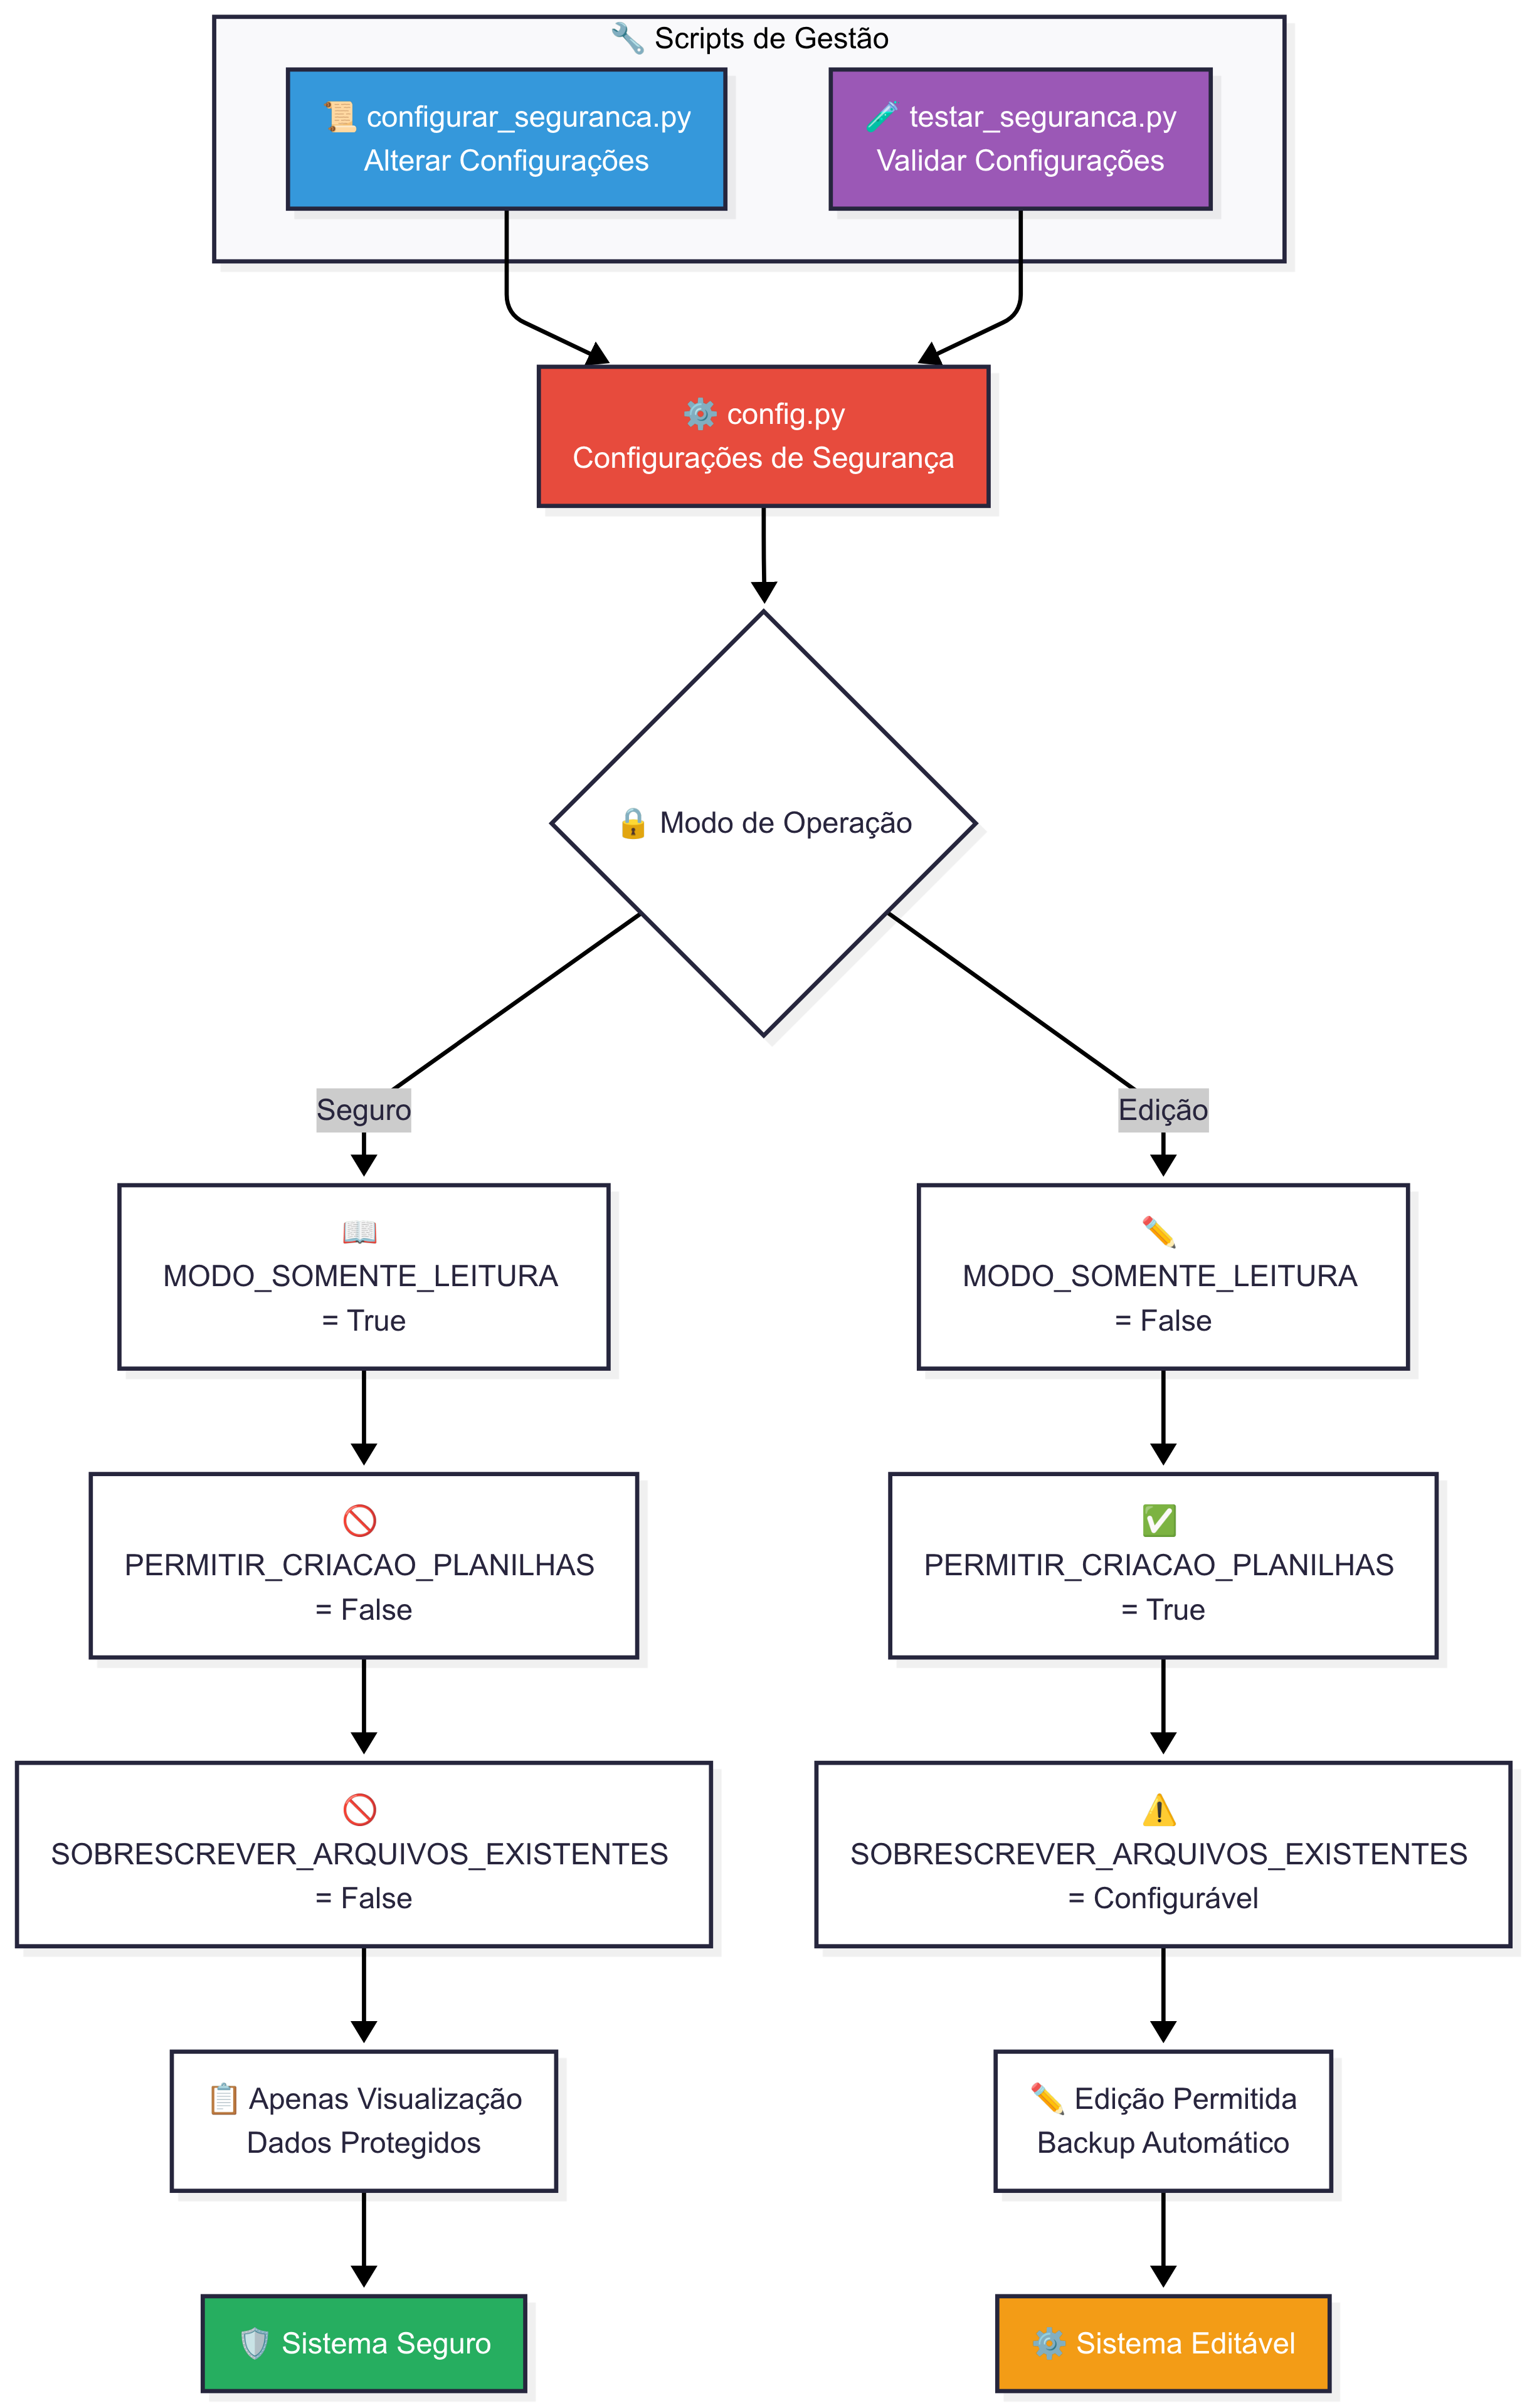 🔧 Scripts de Gestão
📜 configurar_seguranca.py
Alterar Configurações
🧪 testar_seguranca.py
Validar Configurações
⚙️ config.py
Configurações de Segurança
🔒 Modo de Operação
Seguro
Edição
📖
MODO_SOMENTE_LEITURA
= True
✏️
MODO_SOMENTE_LEITURA
= False
🚫
PERMITIR_CRIACAO_PLANILHAS
= False
✅
PERMITIR_CRIACAO_PLANILHAS
= True
🚫
SOBRESCREVER_ARQUIVOS_EXISTENTES
= False
⚠️
SOBRESCREVER_ARQUIVOS_EXISTENTES
= Configurável
📋 Apenas Visualização
Dados Protegidos
✏️ Edição Permitida
Backup Automático
🛡️ Sistema Seguro
⚙️ Sistema Editável